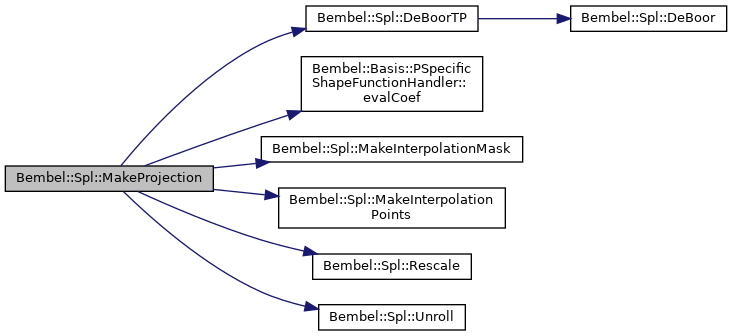 Bembel::Spl::MakeProjection
Bembel::Spl::DeBoorTP
Bembel::Spl::DeBoor
Bembel::Basis::PSpecific
ShapeFunctionHandler::
evalCoef
Bembel::Spl::MakeInterpolationMask
Bembel::Spl::MakeInterpolation
Points
Bembel::Spl::Rescale
Bembel::Spl::Unroll